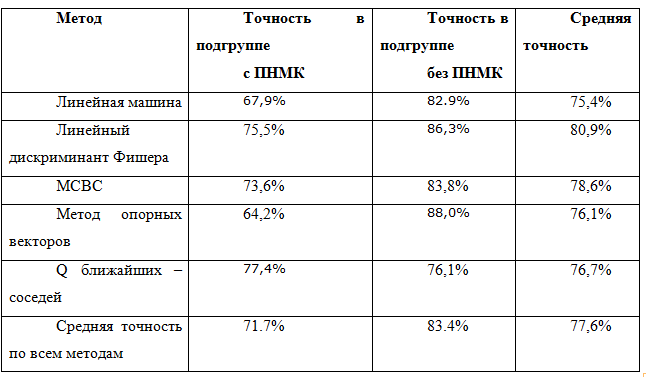 Метод Точность в Точность в Средняя
подгруппе подгруппе точность
с ПНМК без ПНМК
Линейная машина 67,9% 82.9% 75,4%
Линейный 75,5% 86,3% 80,9%
дискриминант Фишера
МСВС 73,6% 83,8% 78,6%
Метод опорных 64,2% 88,0% 76,1%
векторов
Q ближайших – 77,4% 76,1% 76,7%
соседей
Средняя точность 71.7% 83.4% 77,6%
по всем методам